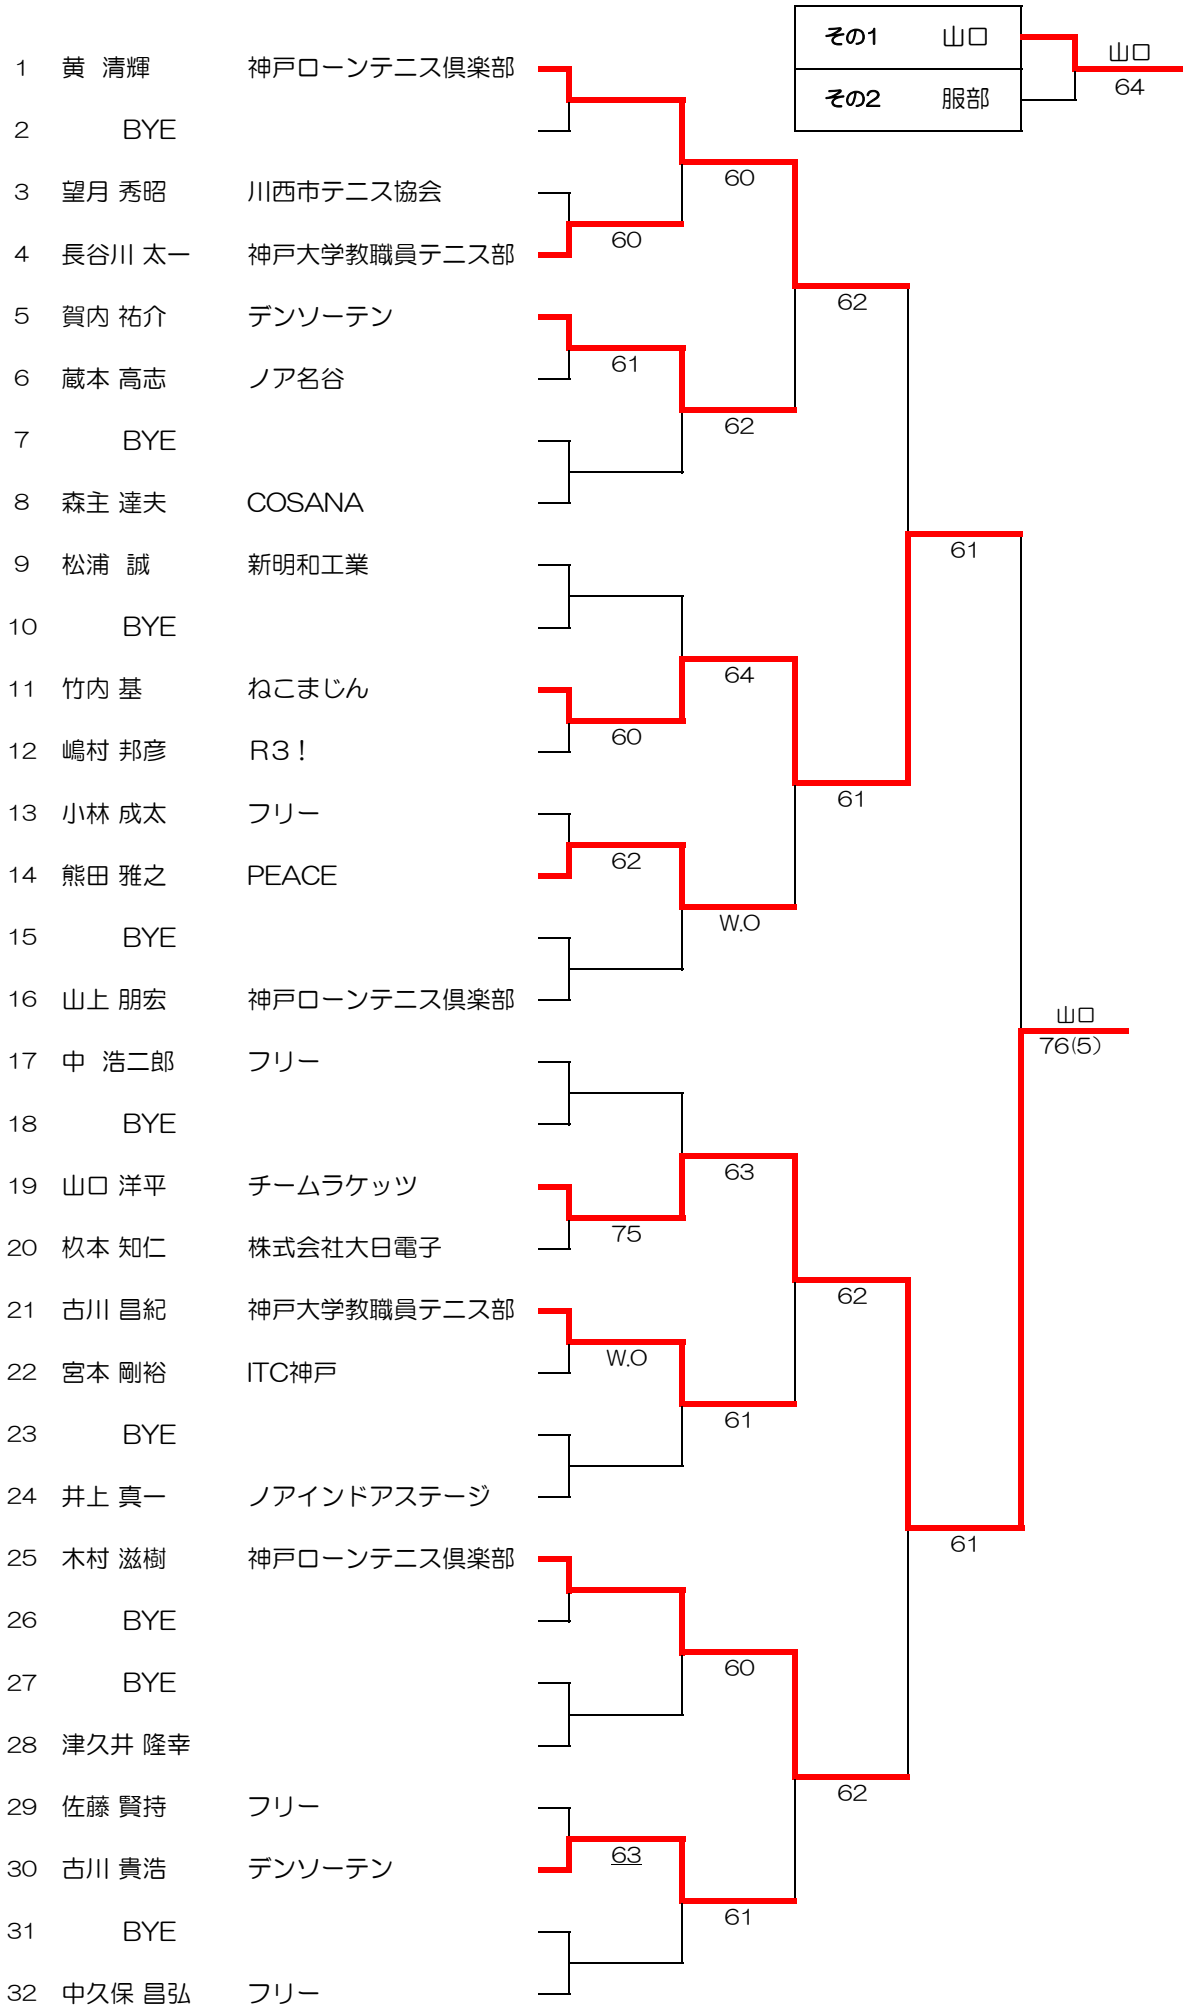 その1 山口
山口
64
その2 服部
1 黄 清輝 神戸ローンテニス倶楽部
2 BYE
60
3 望月 秀昭 川西市テニス協会
60
4 長谷川 太一 神戸大学教職員テニス部
62
5 賀内 祐介 デンソーテン
61
6 蔵本 高志 ノア名谷
62
7 BYE
8 森主 達夫 COSANA
61
9 松浦 誠 新明和工業
10 BYE
64
11 竹内 基 ねこまじん
60
12 嶋村 邦彦 R3！
61
13 小林 成太 フリー
62
14 熊田 雅之 PEACE
W.O
15 BYE
16 山上 朋宏 神戸ローンテニス倶楽部
山口
76(5)
17 中 浩二郎 フリー
18 BYE
63
19 山口 洋平 チームラケッツ
75
20 杁本 知仁 株式会社大日電子
62
21 古川 昌紀 神戸大学教職員テニス部
W.O
22 宮本 剛裕 ITC神戸
61
23 BYE
24 井上 真一 ノアインドアステージ
61
25 木村 滋樹 神戸ローンテニス倶楽部
26 BYE
60
27 BYE
28 津久井 隆幸
62
29 佐藤 賢持 フリー
63
30 古川 貴浩 デンソーテン
61
31 BYE
32 中久保 昌弘 フリー